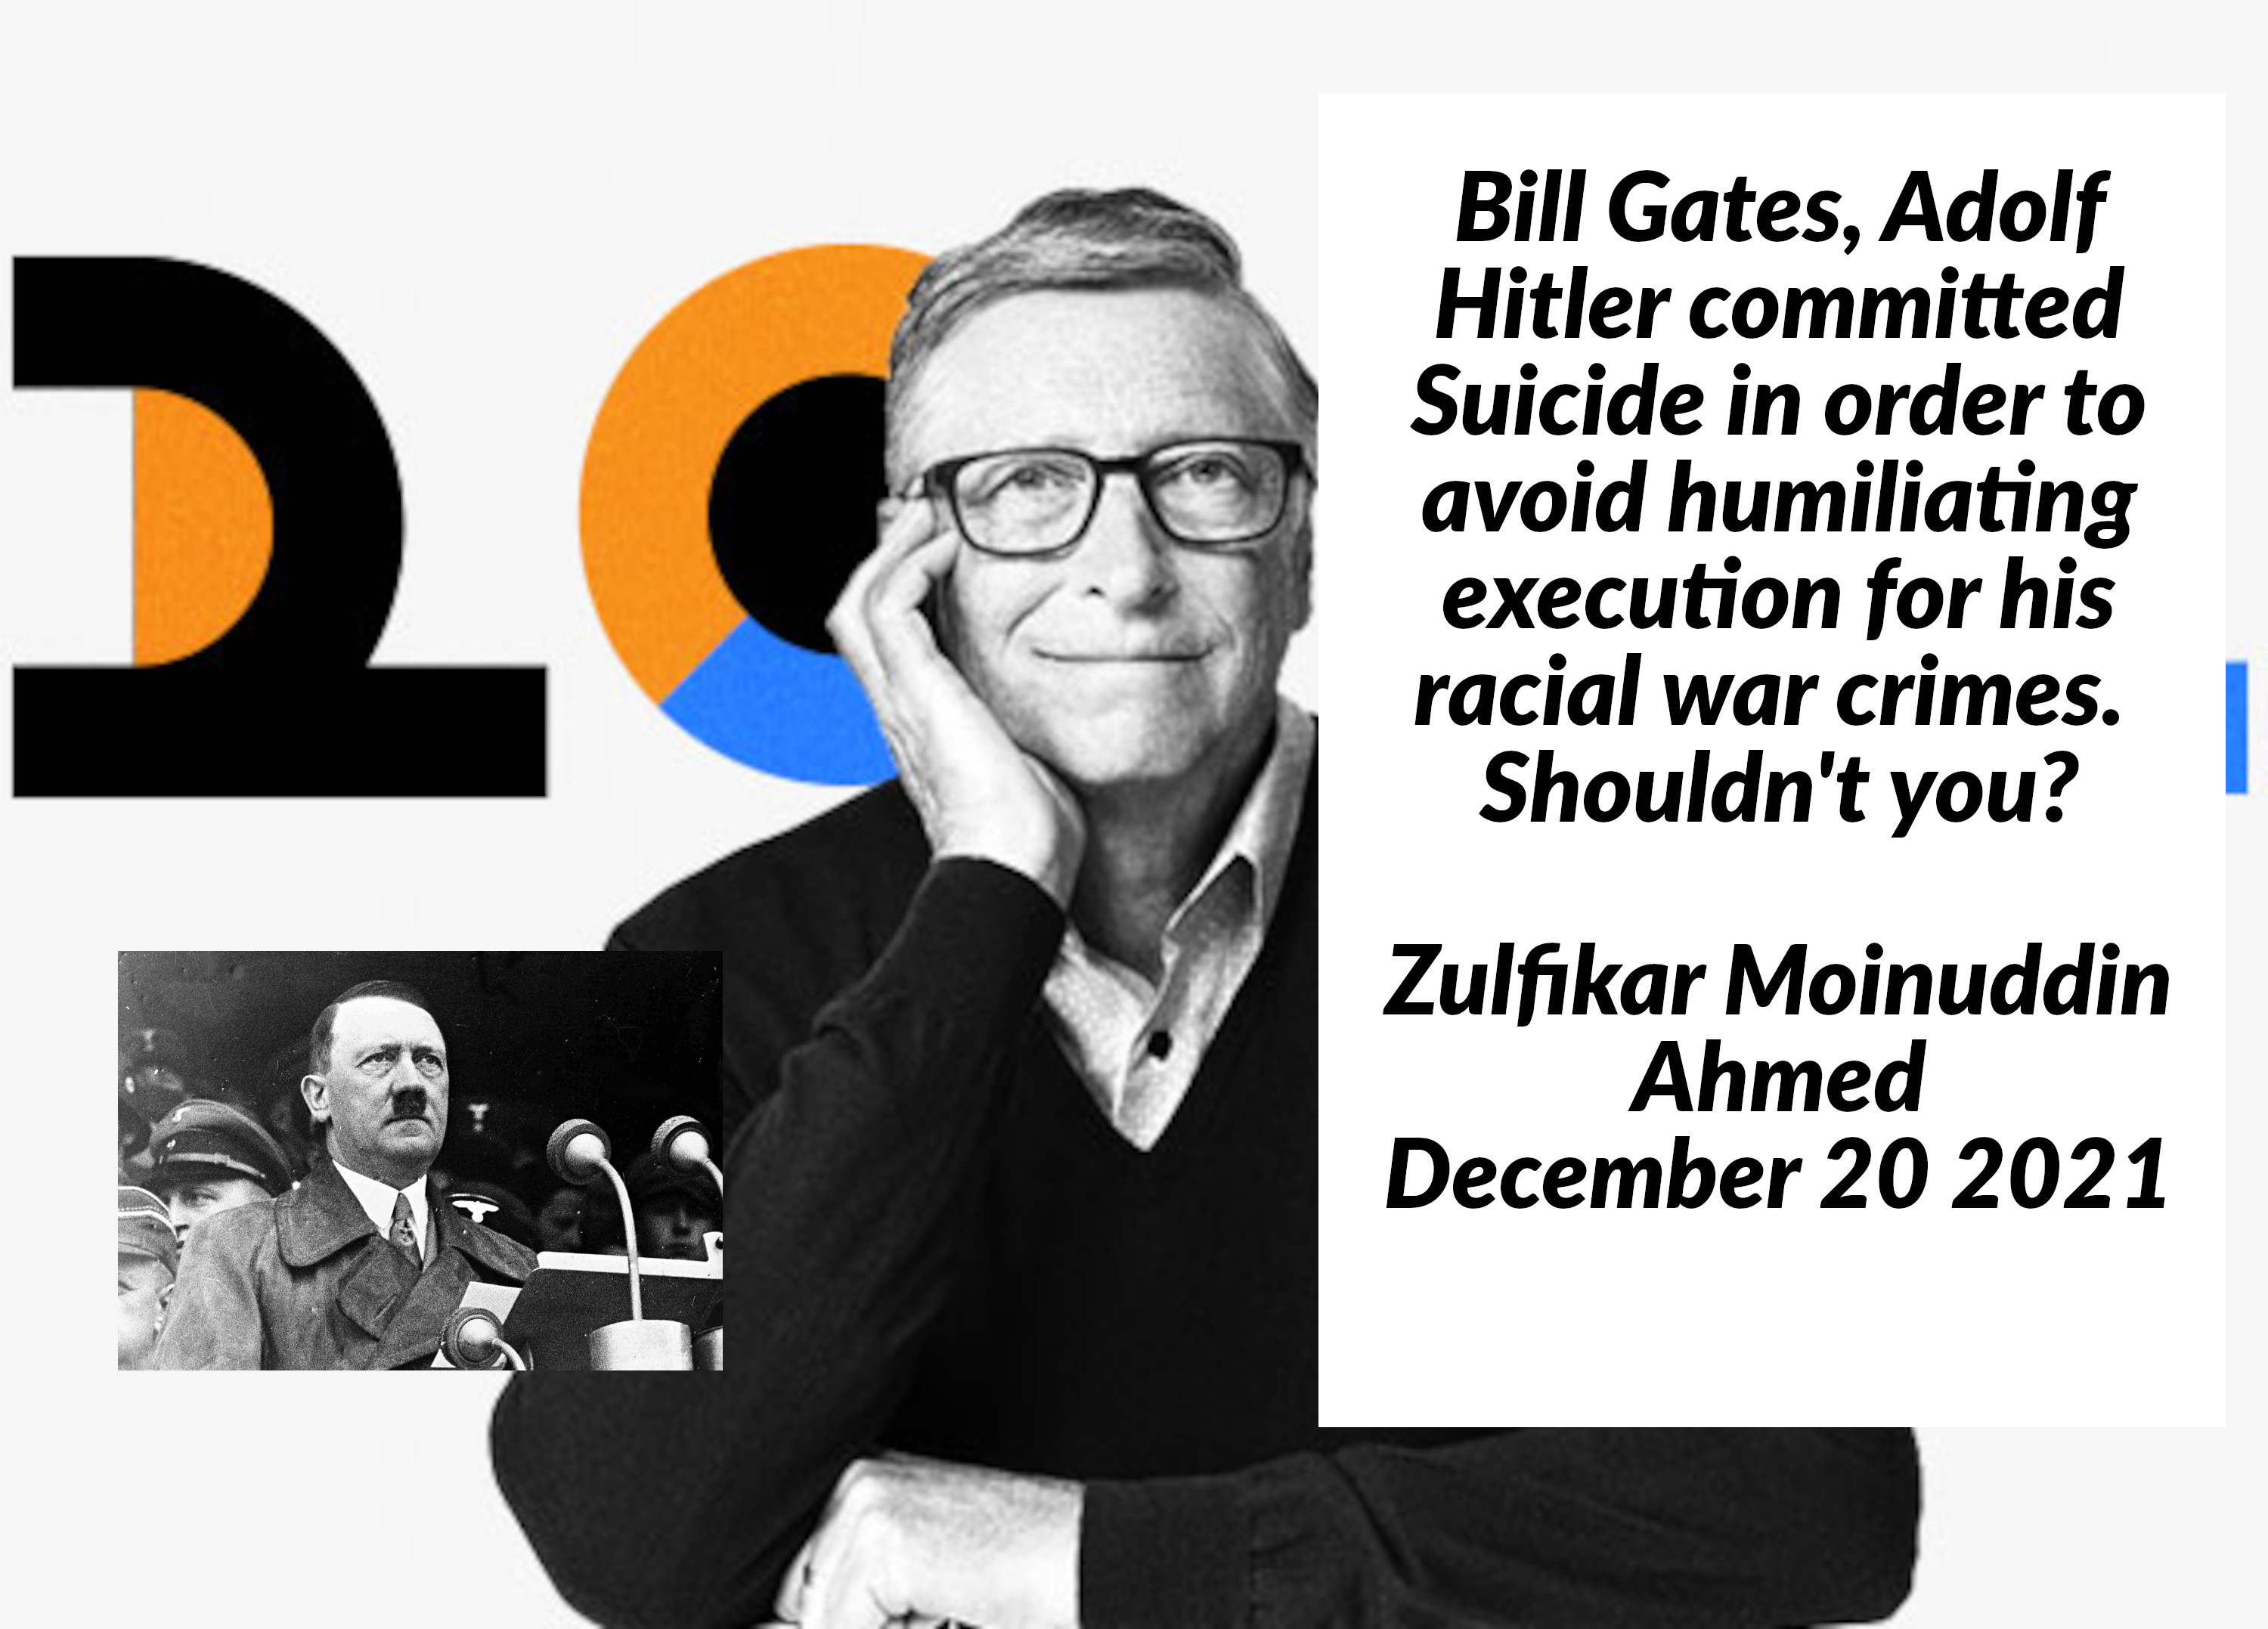 Bill Gates, Adolf
Hitler committed
Suicide in order to
avoid humiliating
execution for his
racial war crimes.
Shouldn't you?
Zulfikar Moinuddin
Ahmed
December 20 2021